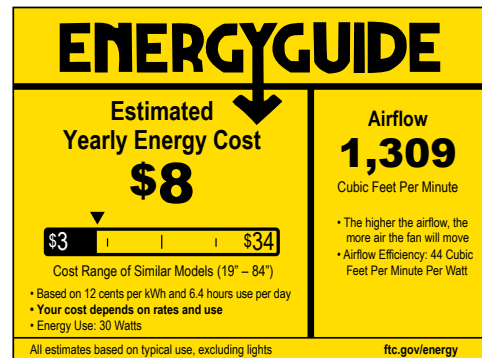 ENERGYGUIDE
Estimated
Yearly Energy Cost
$8
$3 $34
Cost Range of Similar Models (19” – 84”)
• Based on 12 cents per kWh and 6.4 hours use per day
• Your cost depends on rates and use
• Energy Use: 30 Watts
Airflow
1,309
Cubic Feet Per Minute
• The higher the airflow, the
more air the fan will move
• Airflow Efficiency: 44 Cubic
Feet Per Minute Per Watt
All estimates based on typical use, excluding lights
ftc.gov/energy